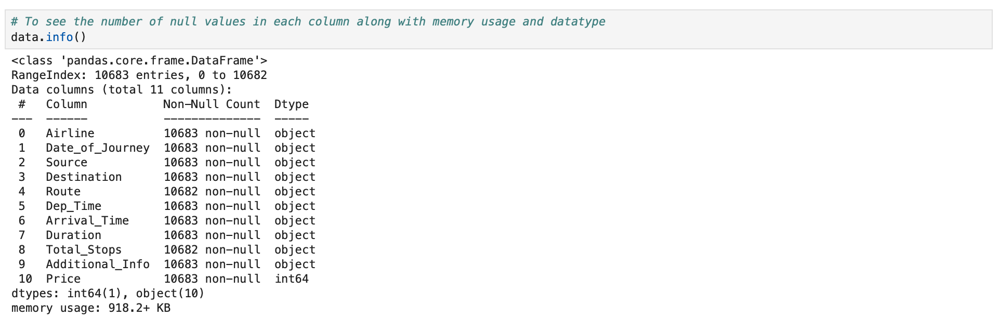 # To see the number of null values in each column along with memory usage and datatype
data.info()
<class 'pandas.core.frame.DataFrame'>
RangeIndex: 10683 entries, 0 to 10682
Data columns (total 11 columns):
 #   Column           Non-Null Count  Dtype
---  ------           --------------  -----
 0   Airline          10683 non-null  object
 1   Date_of_Journey  10683 non-null  object
 2   Source           10683 non-null  object
 3   Destination      10683 non-null  object
 4   Route            10682 non-null  object
 5   Dep_Time         10683 non-null  object
 6   Arrival_Time     10683 non-null  object
 7   Duration         10683 non-null  object
 8   Total_Stops      10682 non-null  object
 9   Additional_Info  10683 non-null  object
 10  Price            10683 non-null  int64
dtypes: int64(1), object(10)
memory usage: 918.2+ KB